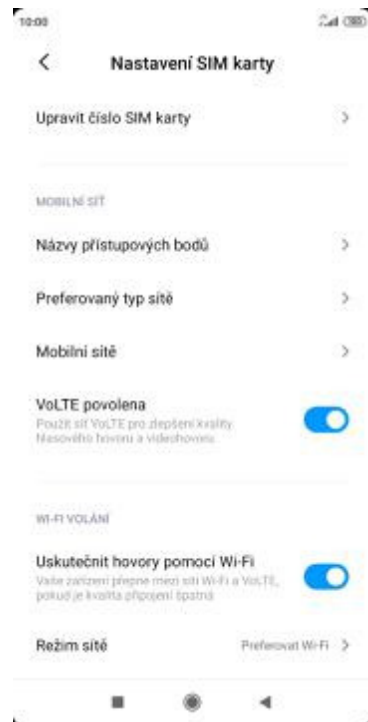 10:00
Nastavení SIM karty
Upravit číslo SIM karty
MOBILNÍ SÍŤ
Názvy přístupových bodů
Preferovaný typ sítě
Mobilní sítě
VoLTE povolena
Použít síť VoLTE pro zlepšení kvality
hlasového hovoru a videohovoru
WI-FI VOLÁNÍ
Uskutečnit hovory pomocí Wi-Fi
Vaše zařízení přepne mezi sítí Wi-Fi a VoLTE,
pokud je kvalita připojení špatná
Režim sítě
Preferovat Wi-Fi